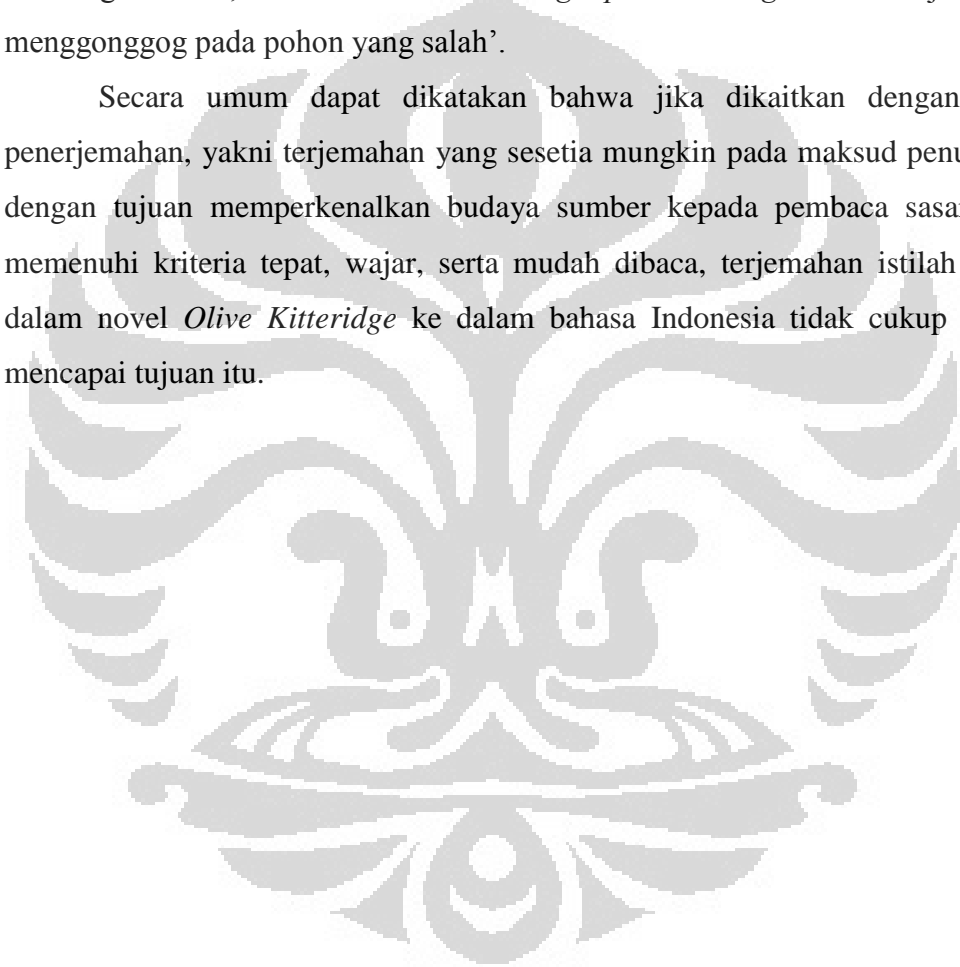 menggonggog pada pohon yang salah’.
Secara umum dapat dikatakan bahwa jika dikaitkan dengan
penerjemahan, yakni terjemahan yang sesetia mungkin pada maksud
dengan tujuan memperkenalkan budaya sumber kepada pembaca
memenuhi kriteria tepat, wajar, serta mudah dibaca, terjemahan istilah
dalam novel Olive Kitteridge ke dalam bahasa Indonesia tidak cukup
mencapai tujuan itu.